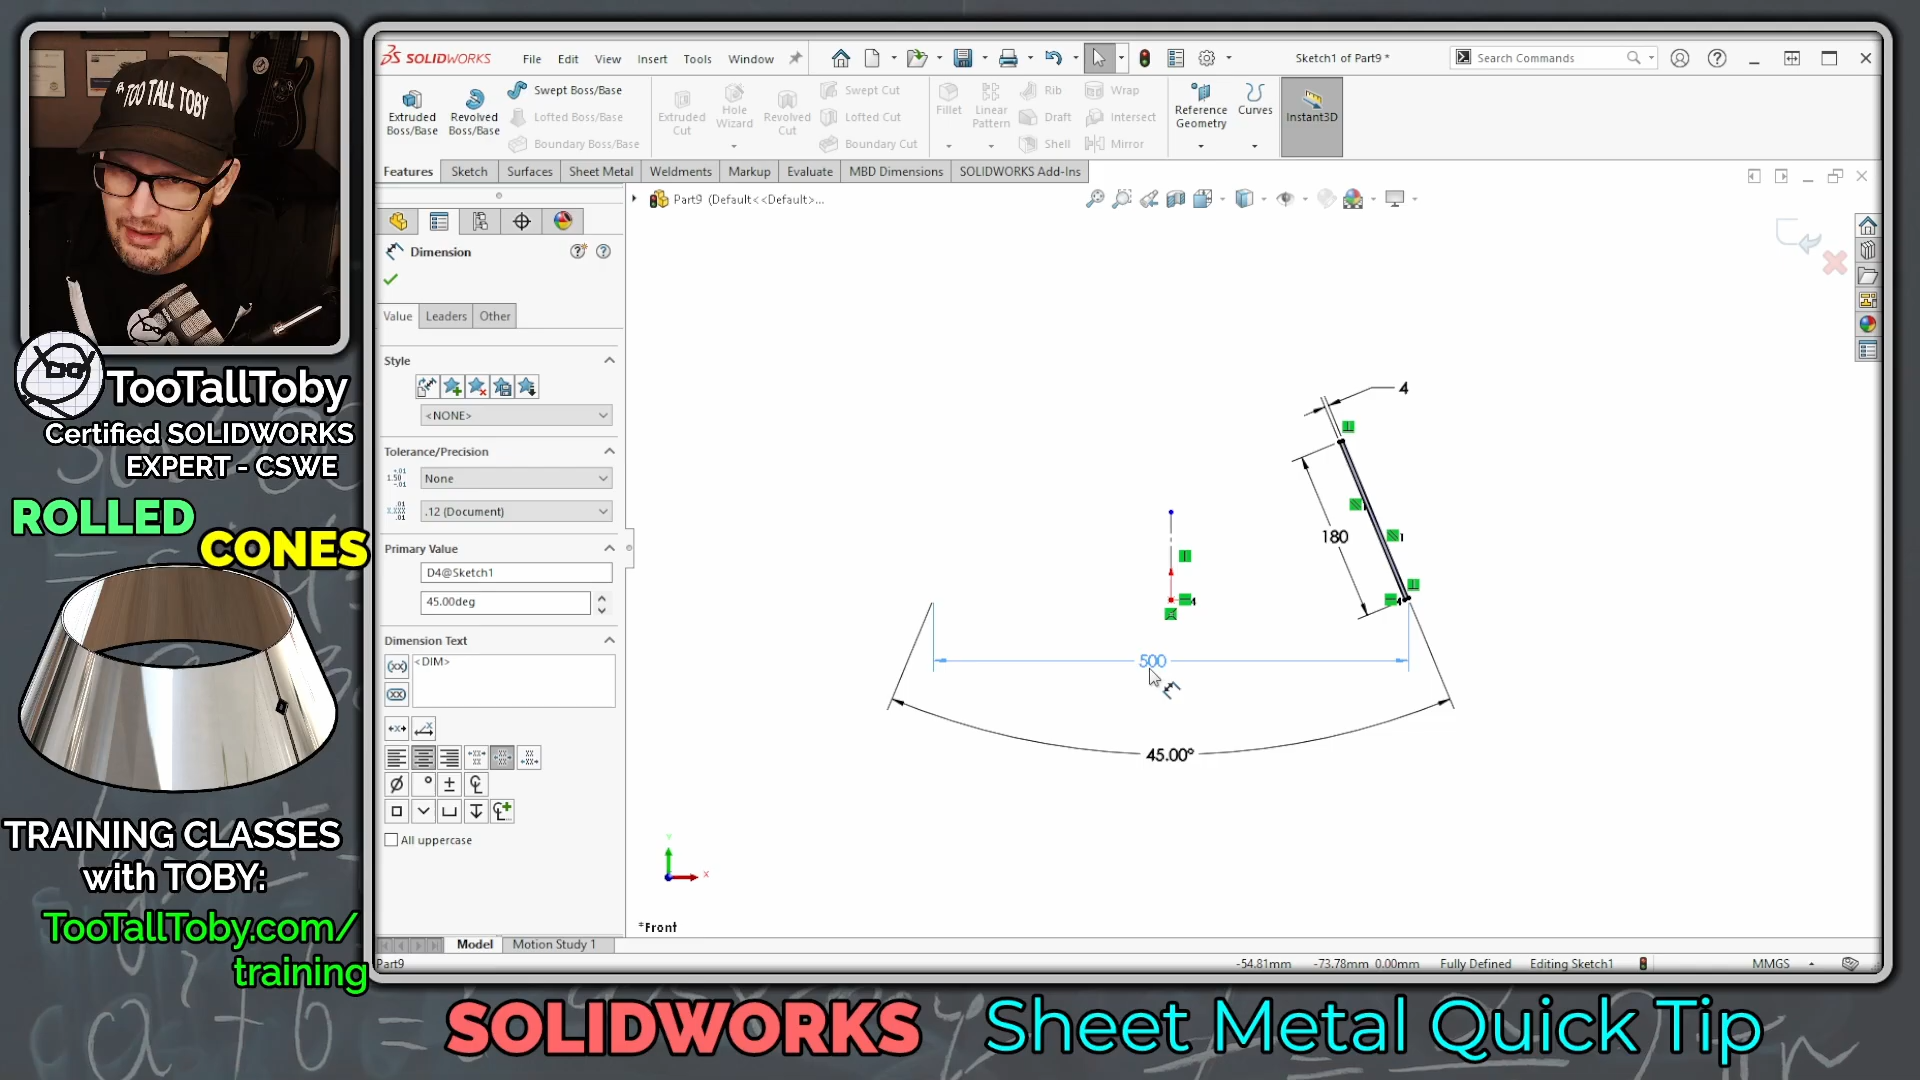 TOO TALL TOBY
TooTallToby
Certified SOLIDWORKS
EXPERT - CSWE
ROLLED
CONES
TRAINING CLASSES
with TOBY:
TooTallToby.com/
training
SOLIDWORKS
File Edit View Insert Tools Window
Sketch1 of Part9 *
Search Commands
Extruded Boss/Base
Revolved Boss/Base
Swept Boss/Base
Lofted Boss/Base
Boundary Boss/Base
Extruded Cut
Hole Wizard
Revolved Cut
Swept Cut
Lofted Cut
Boundary Cut
Fillet
Linear Pattern
Rib
Draft
Shell
Wrap
Intersect
Mirror
Reference Geometry
Curves
Instant3D
Features Sketch Surfaces Sheet Metal Weldments Markup Evaluate MBD Dimensions SOLIDWORKS Add-Ins
Part9 (Default<<Default>...
Dimension
Value Leaders Other
Style
<NONE>
Tolerance/Precision
None
.12 (Document)
Primary Value
D4@Sketch1
45.00deg
Dimension Text
<DIM>
All uppercase
4
180
500
45.00°
Y
X
*Front
Model Motion Study 1
Part9
-54.81mm -73.78mm 0.00mm Fully Defined Editing Sketch1 MMGS
SOLIDWORKS Sheet Metal Quick Tip